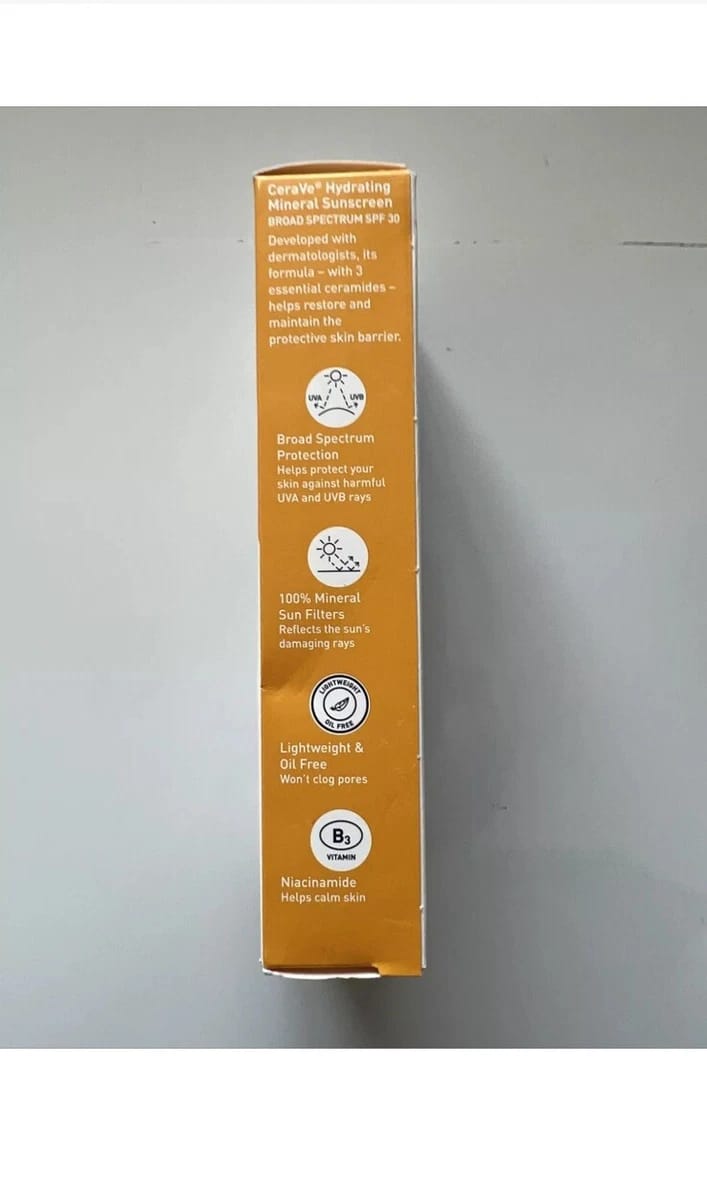 CeraVe® Hydrating
Mineral Sunscreen
BROAD SPECTRUM SPF 30
Developed with
dermatologists, its
formula – with 3
essential ceramides –
helps restore and
maintain the
protective skin barrier.
UVA UVB
Broad Spectrum
Protection
Helps protect your
skin against harmful
UVA and UVB rays
100% Mineral
Sun Filters
Reflects the sun's
damaging rays
LIGHTWEIGHT
OIL FREE
Lightweight &
Oil Free
Won't clog pores
B3
VITAMIN
Niacinamide
Helps calm skin